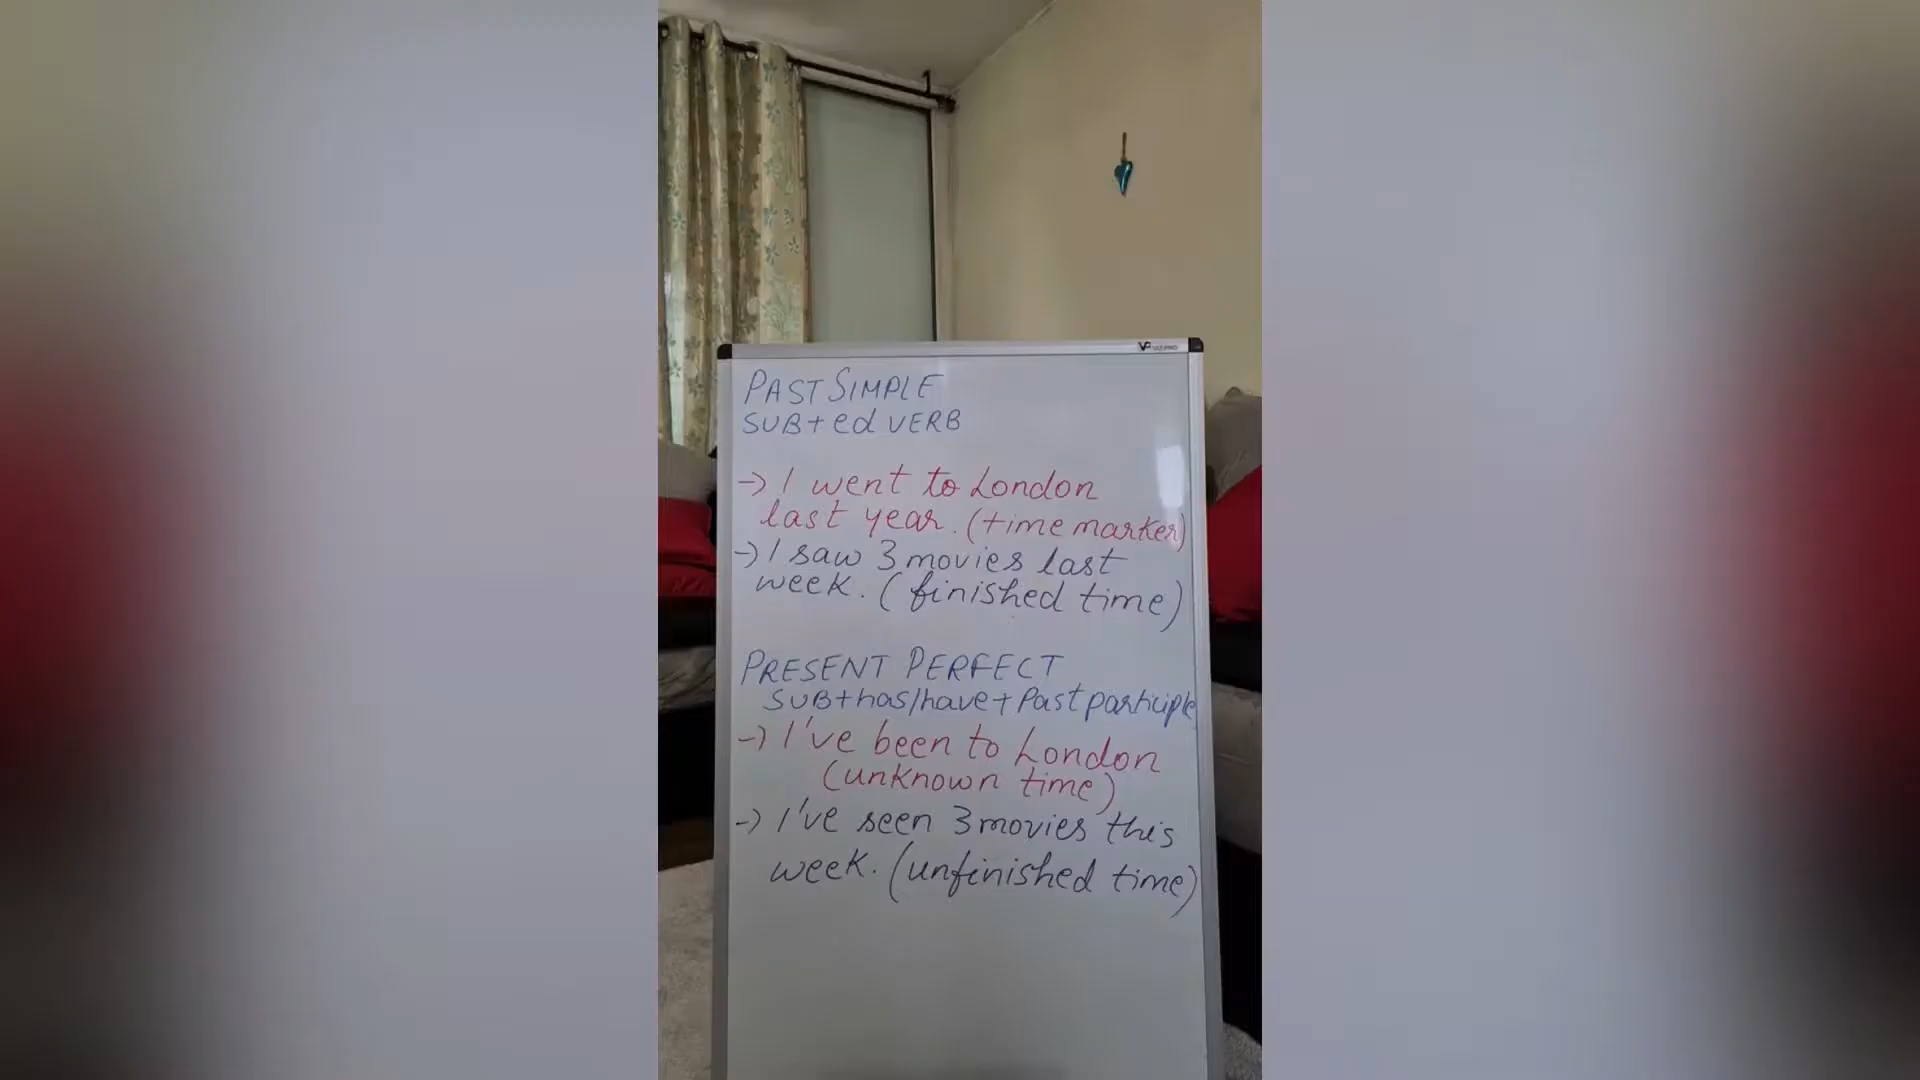 PAST SIMPLE
SUB+ed VERB
→ I went to London
last year. (time marker)
→ I saw 3 movies last
week. (finished time)
PRESENT PERFECT
SUB+has/have+Past participle
→ I've been to London
(unknown time)
→ I've seen 3 movies this
week. (unfinished time)